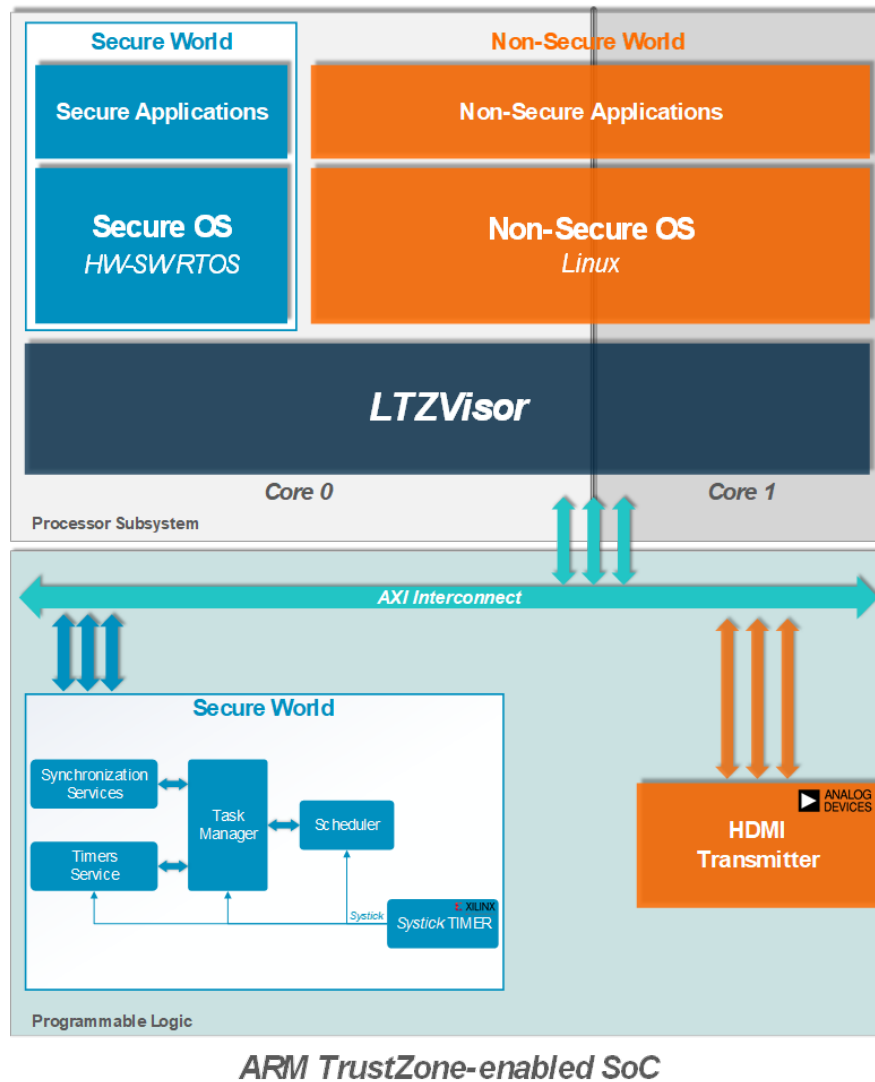 Secure World
Non-Secure World
Secure Applications
Non-Secure Applications
Secure OS
HW-SWRTOS
Non-Secure OS
Linux
LTZVisor
Core 0
Core 1
Processor Subsystem
AXI Interconnect
Secure World
Synchronization
Services
Task
Manager
Scheduler
Timers
Service
Systick
XILINX
Systick TIMER
ANALOG
DEVICES
HDMI
Transmitter
Programmable Logic
ARM TrustZone-enabled SoC